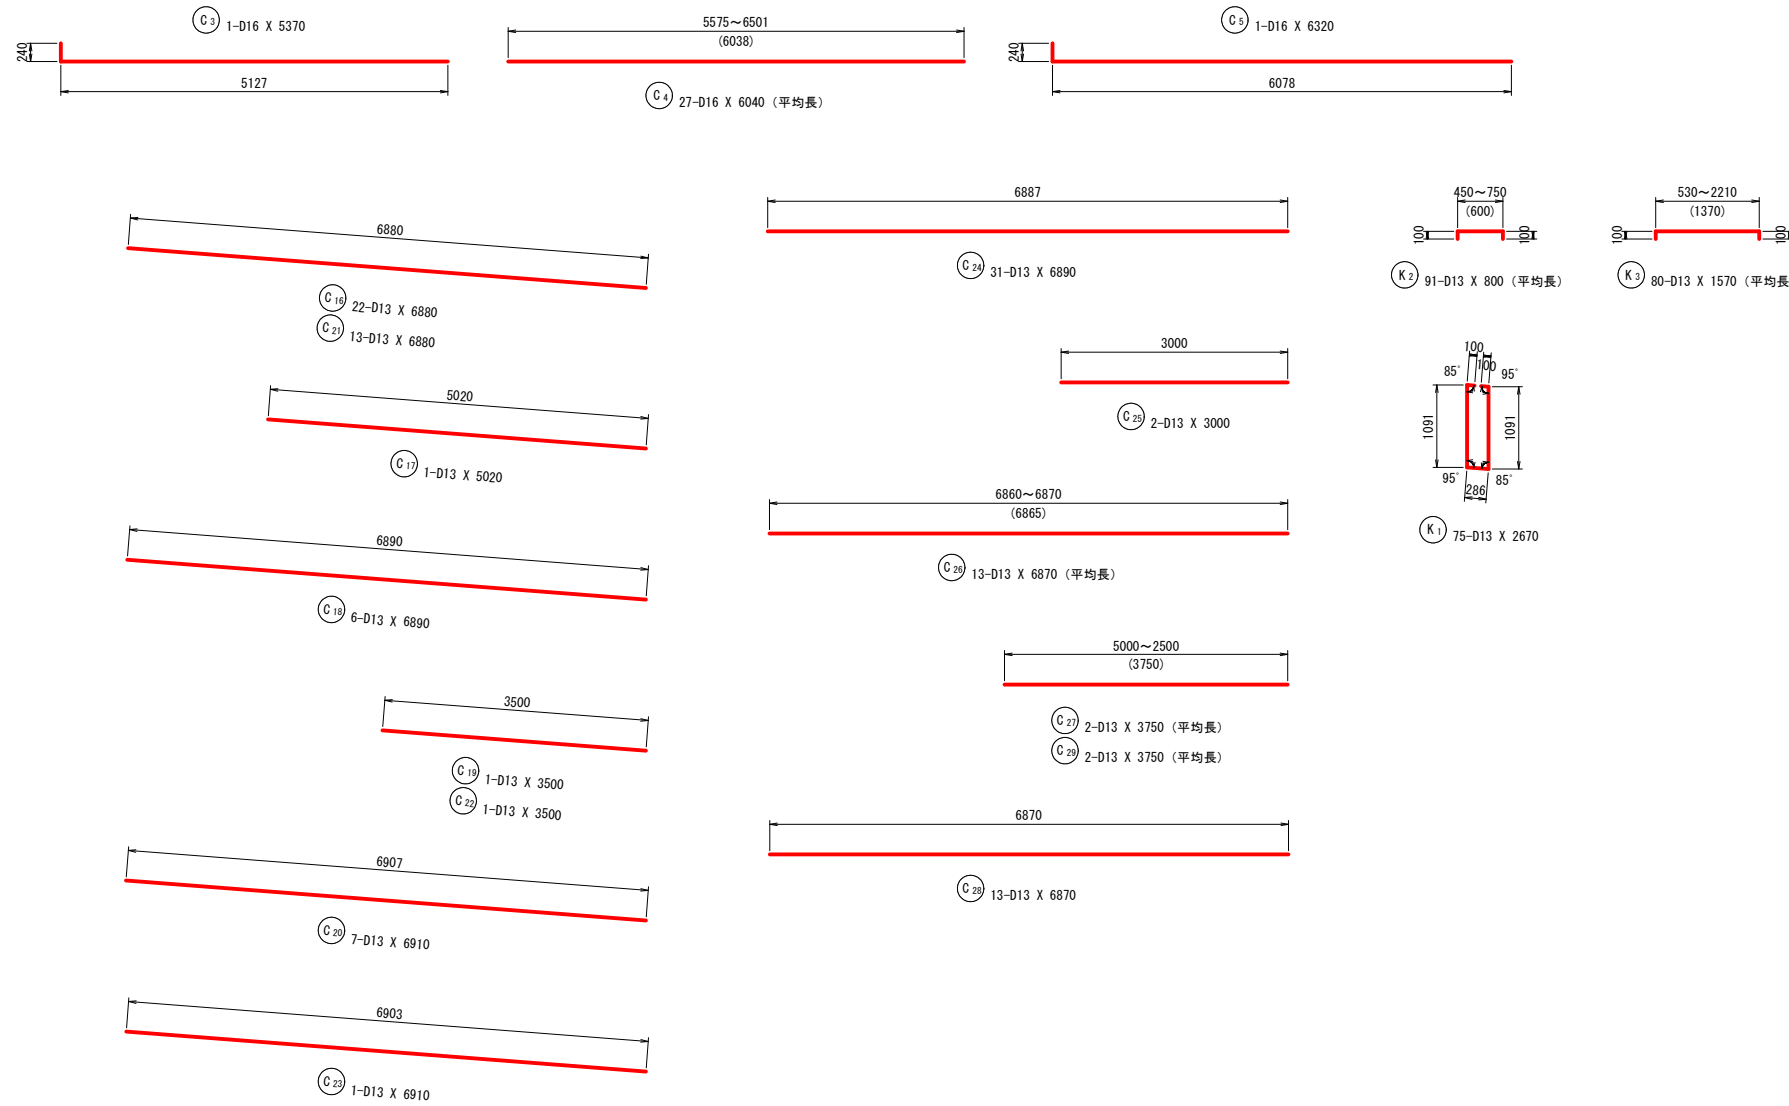 C3 1-D16 X 5370
240
5127
5575～6501
(6038)
C4 27-D16 X 6040 (平均長)
C5 1-D16 X 6320
240
6078
6880
C16 22-D13 X 6880
C21 13-D13 X 6880
5020
C17 1-D13 X 5020
6890
C18 6-D13 X 6890
3500
C19 1-D13 X 3500
C22 1-D13 X 3500
6907
C20 7-D13 X 6910
6903
C23 1-D13 X 6910
6887
C24 31-D13 X 6890
3000
C25 2-D13 X 3000
6860～6870
(6865)
C26 13-D13 X 6870 (平均長)
5000～2500
(3750)
C27 2-D13 X 3750 (平均長)
C29 2-D13 X 3750 (平均長)
6870
C28 13-D13 X 6870
450～750
(600)
100
100
K2 91-D13 X 800 (平均長)
530～2210
(1370)
100
100
K3 80-D13 X 1570 (平均長
100
100
85°
95°
1091
1091
95°
85°
286
K1 75-D13 X 2670